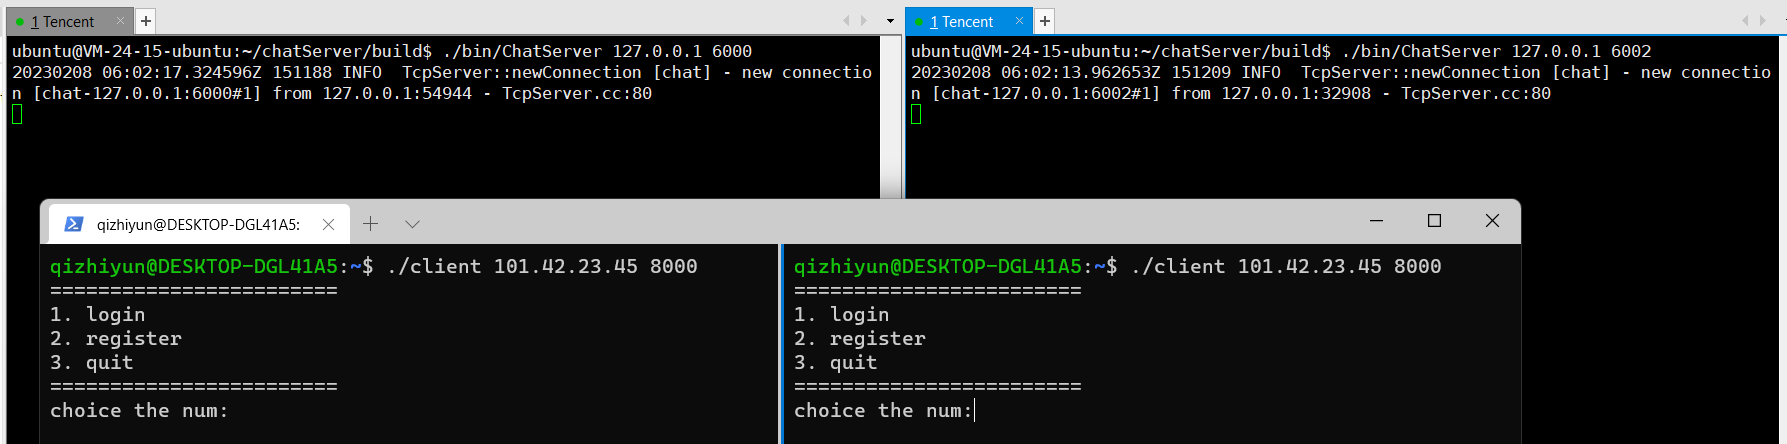 1 Tencent
ubuntu@VM-24-15-ubuntu:~/chatServer/build$ ./bin/ChatServer 127.0.0.1 6000
20230208 06:02:17.324596Z 151188 INFO  TcpServer::newConnection [chat] - new connectio
n [chat-127.0.0.1:6000#1] from 127.0.0.1:54944 - TcpServer.cc:80
1 Tencent
ubuntu@VM-24-15-ubuntu:~/chatServer/build$ ./bin/ChatServer 127.0.0.1 6002
20230208 06:02:13.962653Z 151209 INFO  TcpServer::newConnection [chat] - new connectio
n [chat-127.0.0.1:6002#1] from 127.0.0.1:32908 - TcpServer.cc:80
qizhiyun@DESKTOP-DGL41A5:
qizhiyun@DESKTOP-DGL41A5:~$ ./client 101.42.23.45 8000
========================
1. login
2. register
3. quit
========================
choice the num:
qizhiyun@DESKTOP-DGL41A5:~$ ./client 101.42.23.45 8000
========================
1. login
2. register
3. quit
========================
choice the num: